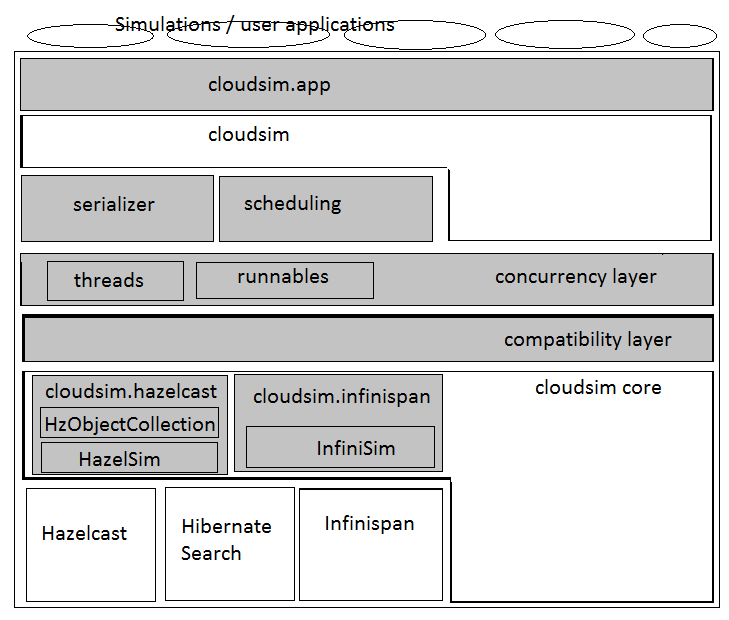 Simulations / user applications
cloudsim.app
cloudsim
serializer
scheduling
threads
runnables
concurrency layer
compatibility layer
cloudsim.hazelcast
HzObjectCollection
HazelSim
cloudsim.infinispan
InfiniSim
cloudsim core
Hazelcast
Hibernate
Search
Infinispan